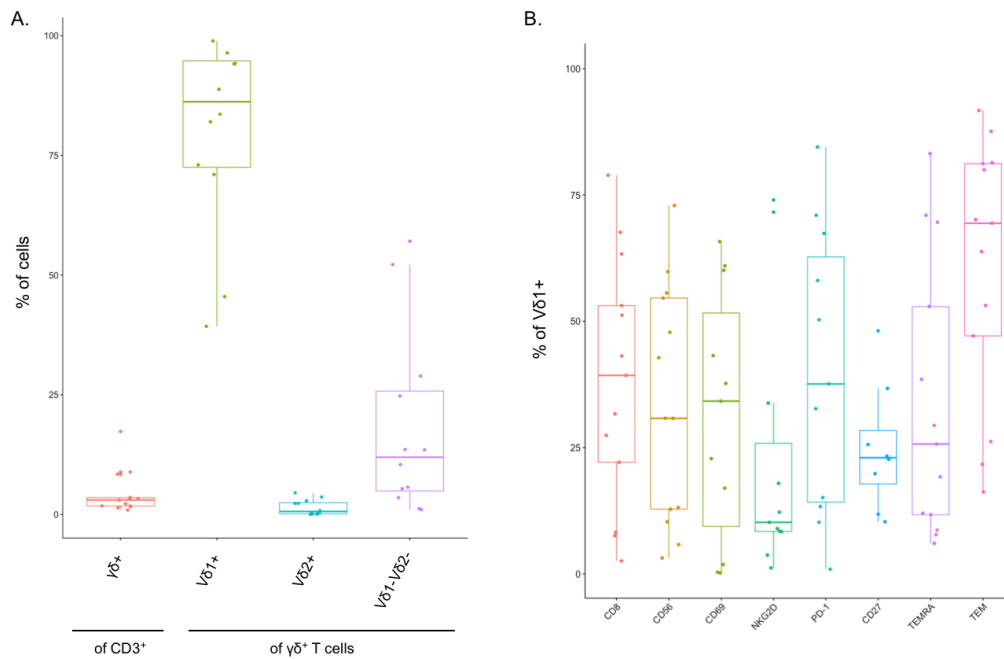 A.
% of cells
100
75
50
25
0
γδ+
Vδ1+
Vδ2+
Vδ1-Vδ2-
of CD3⁺
of γδ⁺ T cells
B.
% of Vδ1+
100
75
50
25
0
CD8
CD56
CD69
NKG2D
PD-1
CD27
TEMRA
TEM